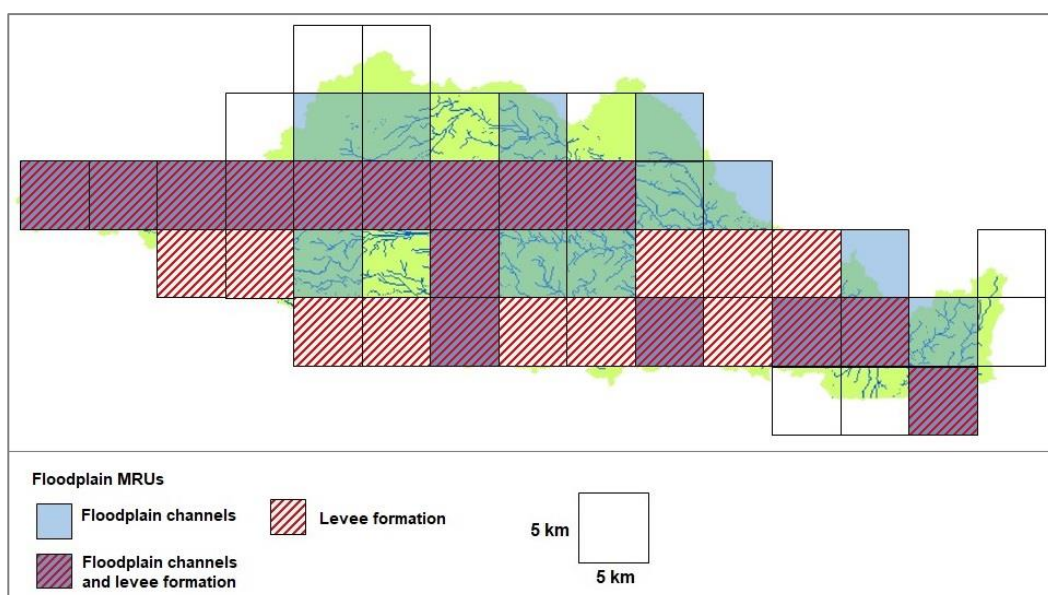 Floodplain MRUs
Floodplain channels
Levee formation
Floodplain channels
and levee formation
5 km
5 km